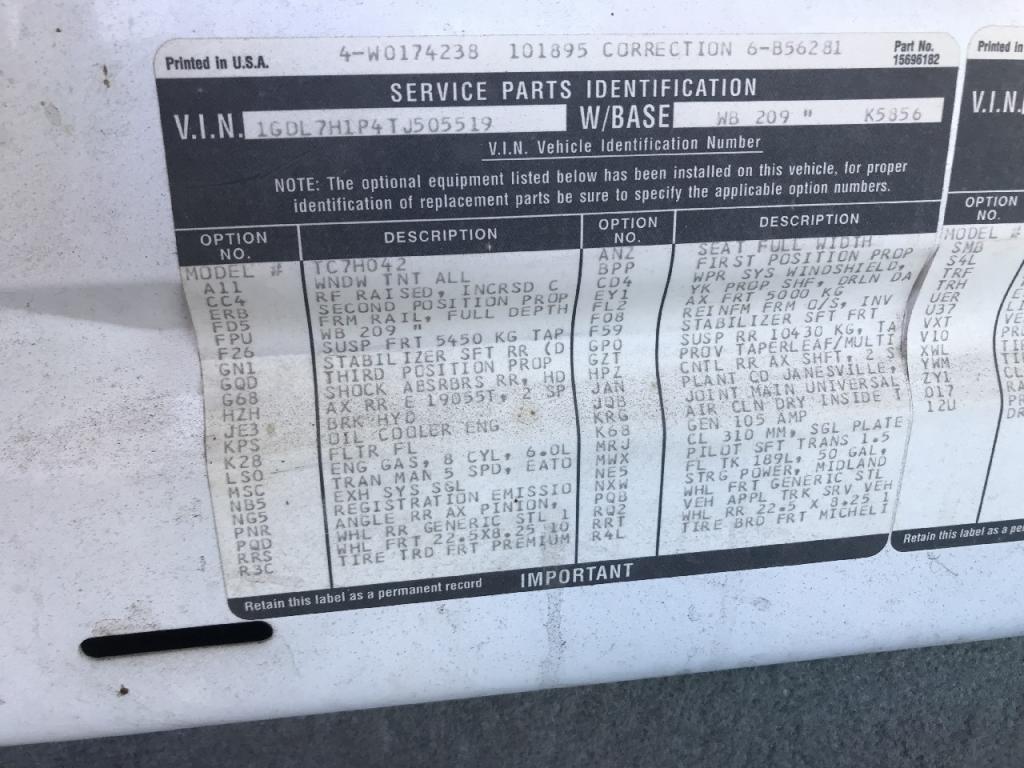 4-W0174238 101895 CORRECTION 6-B56281
Printed in U.S.A.
Part No.
15696182
SERVICE PARTS IDENTIFICATION
V.I.N. 1GDL7H1P4TJ505519 W/BASE WB 209 " K5856
V.I.N. Vehicle Identification Number
NOTE: The optional equipment listed below has been installed on this vehicle, for proper
identification of replacement parts be sure to specify the applicable option numbers.
OPTION NO. DESCRIPTION
MODEL # TC7H042
A11 WNDW TNT ALL
CC4 RF RAISED, INCRSD C
ERB SECOND POSITION PROP
FD5 FRM RAIL, FULL DEPTH
FPU WB 209 "
F26 SUSP FRT 5450 KG TAP
GN1 STABILIZER SFT RR CD
GQD THIRD POSITION PROP
G68 SHOCK ABSRBRS RR, HD
HZH AX RR E 19055T, 2 SP
JE3 BRK HYD
KPS OIL COOLER ENG
K28 FLTR FL
LSO ENG GAS, 8 CYL, 6.0L
MSC TRAN MAN 5 SPD, EATO
NB5 EXH SYS SGL
NG5 REGISTRATION EMISSIO
PNR ANGLE RR AX PINION,
PQD WHL RR GENERIC STL 1
RRS WHL FRT 22.5X8.25 10
R3C TIRE TRD FRT PREMIUM
OPTION NO. DESCRIPTION
ANZ SEAT FULL WIDTH
BPP FIRST POSITION PROP
CD4 WPR SYS WINDSHIELD,
EY1 YK PROP SHF, DRLN DA
FL2 AX FRT 5000 KG
F08 REINFM FRM O/S, INV
F59 STABILIZER SFT FRT
GPO SUSP RR 10430 KG, TA
GZT PROV TAPERLEAF/MULTI
HPZ CNTL RR AX SHFT, 2 S
JAN PLANT CD JANESVILLE,
JQB JOINT MAIN UNIVERSAL
KRG AIR CLN DRY INSIDE T
K68 GEN 105 AMP
MRJ CL 310 MM, SGL PLATE
MWX PILOT SFT TRANS 1.5
NE5 FL TK 189L, 50 GAL,
NXW STRG POWER, MIDLAND
PQB WHL FRT GENERIC STL
RQ2 VEH APPL TRK SRV VEH
RRT WHL RR 22.5 X 8.25 1
R4L TIRE BRD FRT MICHELI
Retain this label as a permanent record IMPORTANT
Printed in
V.I.N.
OPTION
NO.
MODEL #
SMB
S4L
TRF
TRH
UER
U37
VXT
V10
XWL
YWM
ZY1
017
12U
Retain this label as a